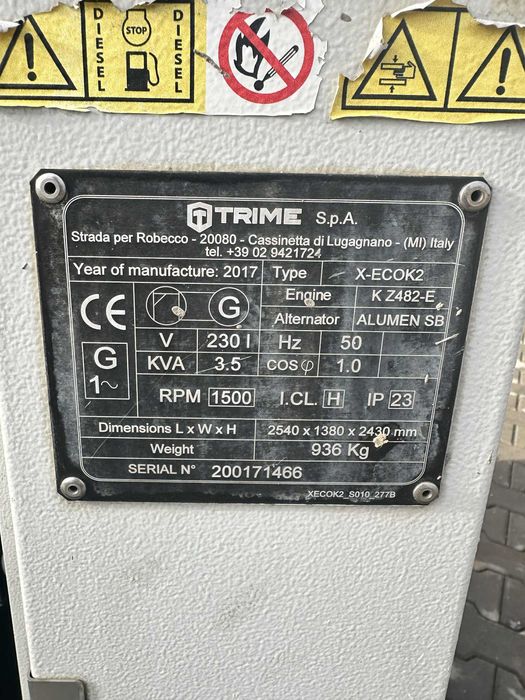 DIESEL STOP DIESEL
TRIME S.p.A.
Strada per Robecco - 20080 - Cassinetta di Lugagnano - (MI) Italy
tel. +39 02 9421724
Year of manufacture: 2017 Type X-ECOK2
Engine K Z482-E
CE G Alternator ALUMEN SB
V 230 I Hz 50
G 1~ KVA 3.5 COS φ 1.0
RPM 1500 I.CL. H IP 23
Dimensions L x W x H 2540 x 1380 x 2430 mm
Weight 936 Kg
SERIAL N° 200171466
XECOK2_S010_277B